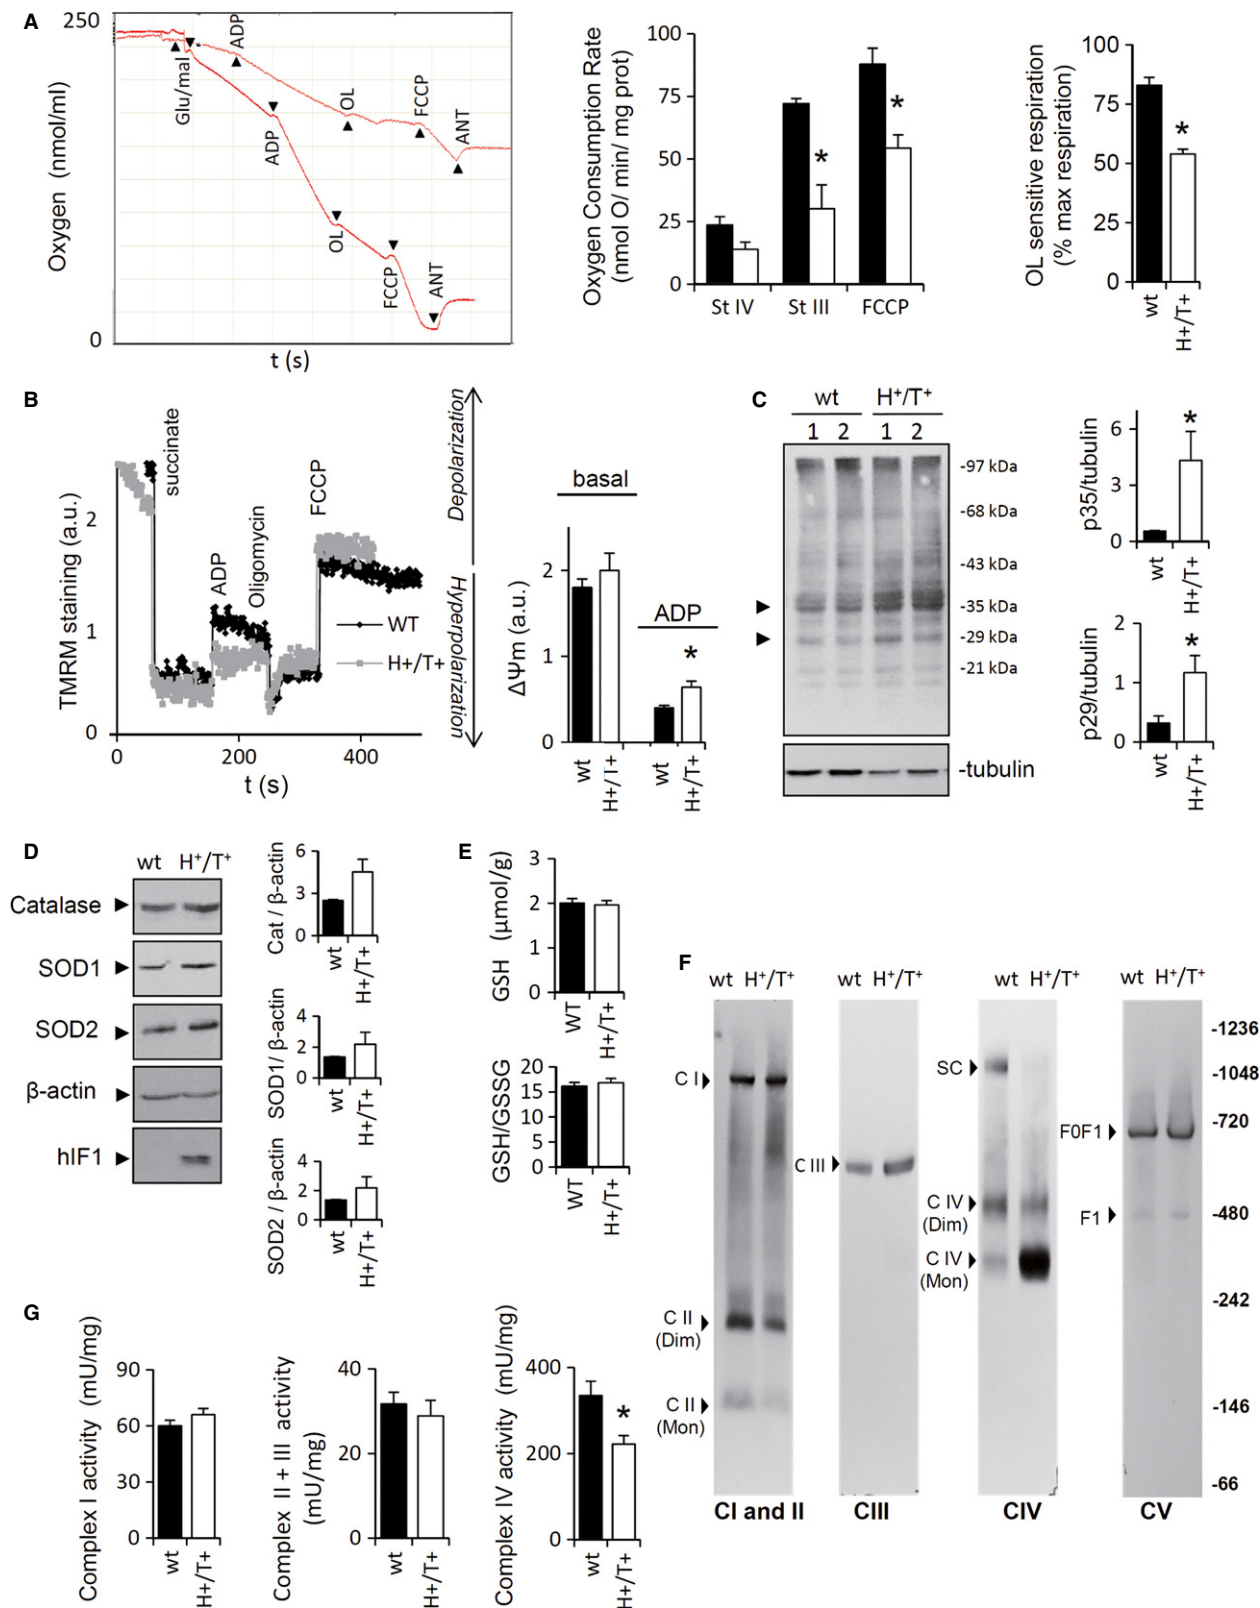 A
250
Oxygen (nmol/ml)
0
Glu/mal
ADP
ADP
OL
OL
FCCP
FCCP
ANT
ANT
t (s)
Oxygen Consumption Rate
(nmol O/ min/ mg prot)
100
75
50
25
0
*
*
St IV
St III
FCCP
OL sensitive respiration
(% max respiration)
100
75
50
25
0
*
wt
H+/T+
B
TMRM staining (a.u.)
2
1
0
succinate
ADP
Oligomycin
FCCP
WT
H+/T+
0
200
400
t (s)
Depolarization
Hyperpolarization
ΔΨm (a.u.)
2
1
0
basal
ADP
*
wt
H+/T+
wt
H+/T+
C
wt
H+/T+
1 2 1 2
-97 kDa
-68 kDa
-43 kDa
-35 kDa
-29 kDa
-21 kDa
-tubulin
p35/tubulin
6
3
0
*
wt
H+/T+
p29/tubulin
2
1
0
*
wt
H+/T+
D
wt H+/T+
Catalase
SOD1
SOD2
β-actin
hIF1
Cat / β-actin
6
3
0
wt
H+/T+
SOD1/ β-actin
4
2
0
wt
H+/T+
SOD2 / β-actin
4
2
0
wt
H+/T+
E
GSH (µmol/g)
3
2
1
0
WT
H+/T+
GSH/GSSG
20
15
10
5
0
WT
H+/T+
F
wt H+/T+
C I
C II
(Dim)
C II
(Mon)
CI and II
wt H+/T+
C III
CIII
wt H+/T+
SC
C IV
(Dim)
C IV
(Mon)
CIV
wt H+/T+
F0F1
F1
CV
-1236
-1048
-720
-480
-242
-146
-66
G
Complex I activity (mU/mg)
90
60
30
0
wt
H+/T+
Complex II + III activity
(mU/mg)
40
20
0
wt
H+/T+
Complex IV activity (mU/mg)
400
200
0
*
wt
H+/T+